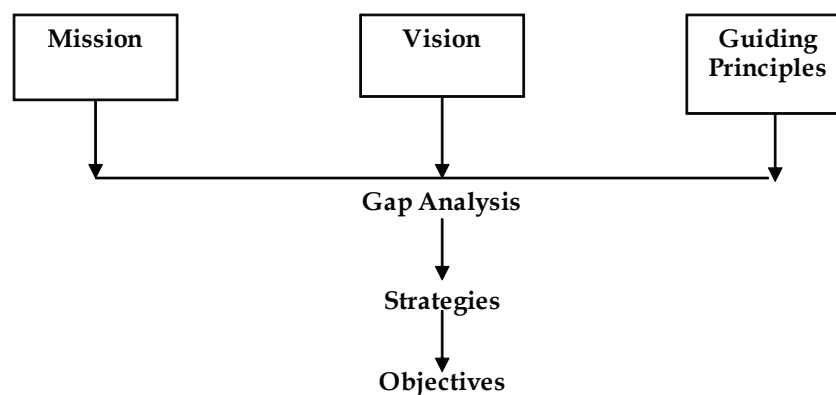 Mission
Vision
Guiding
Principles
Gap Analysis
Strategies
Objectives